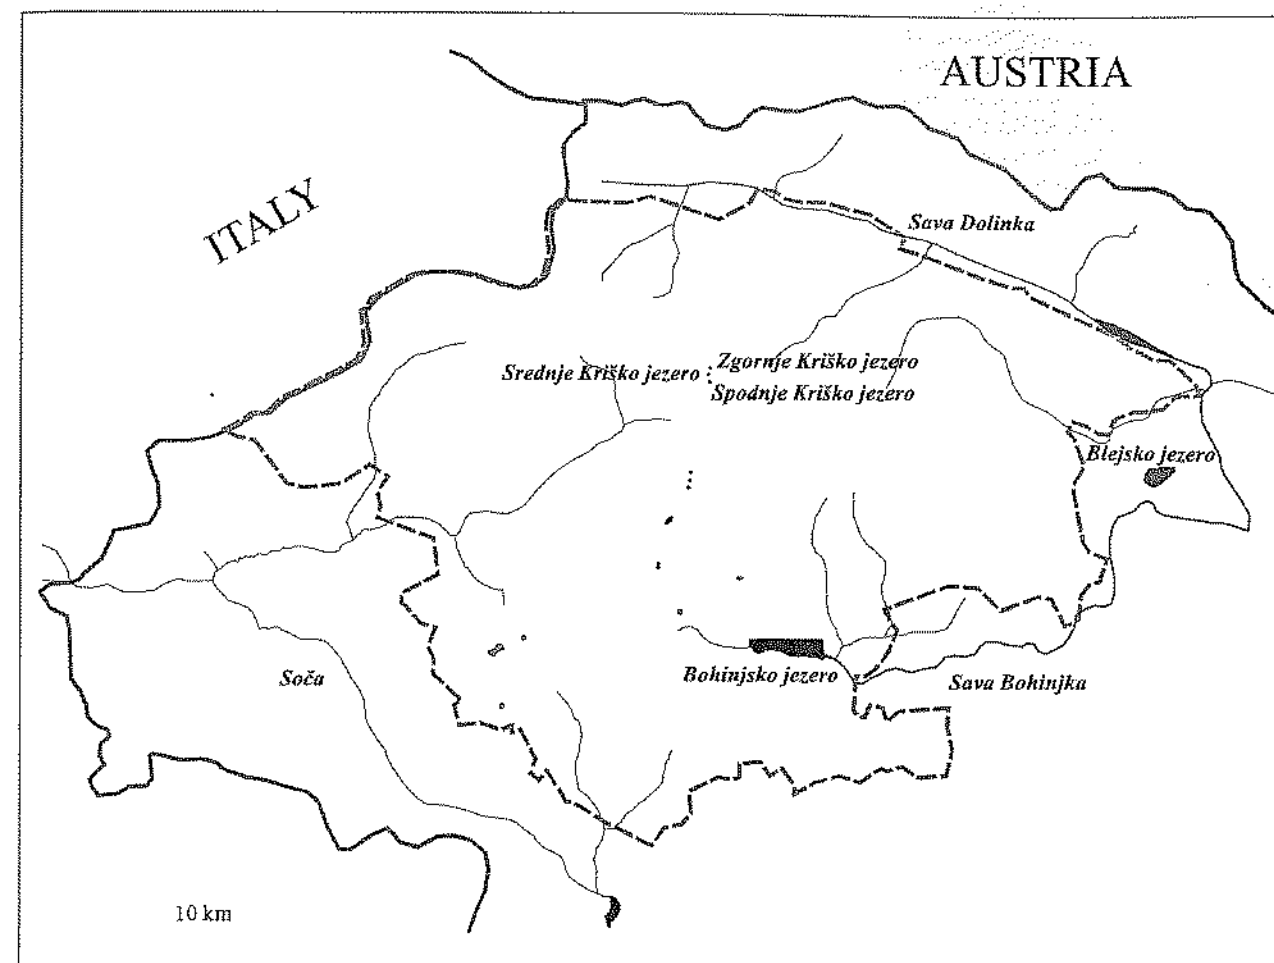 AUSTRIA
ITALY
Sava Dolinka
Srednje Kriško jezero
Zgornje Kriško jezero
Spodnje Kriško jezero
Blejsko jezero
Soča
Bohinjsko jezero
Sava Bohinjka
10 km